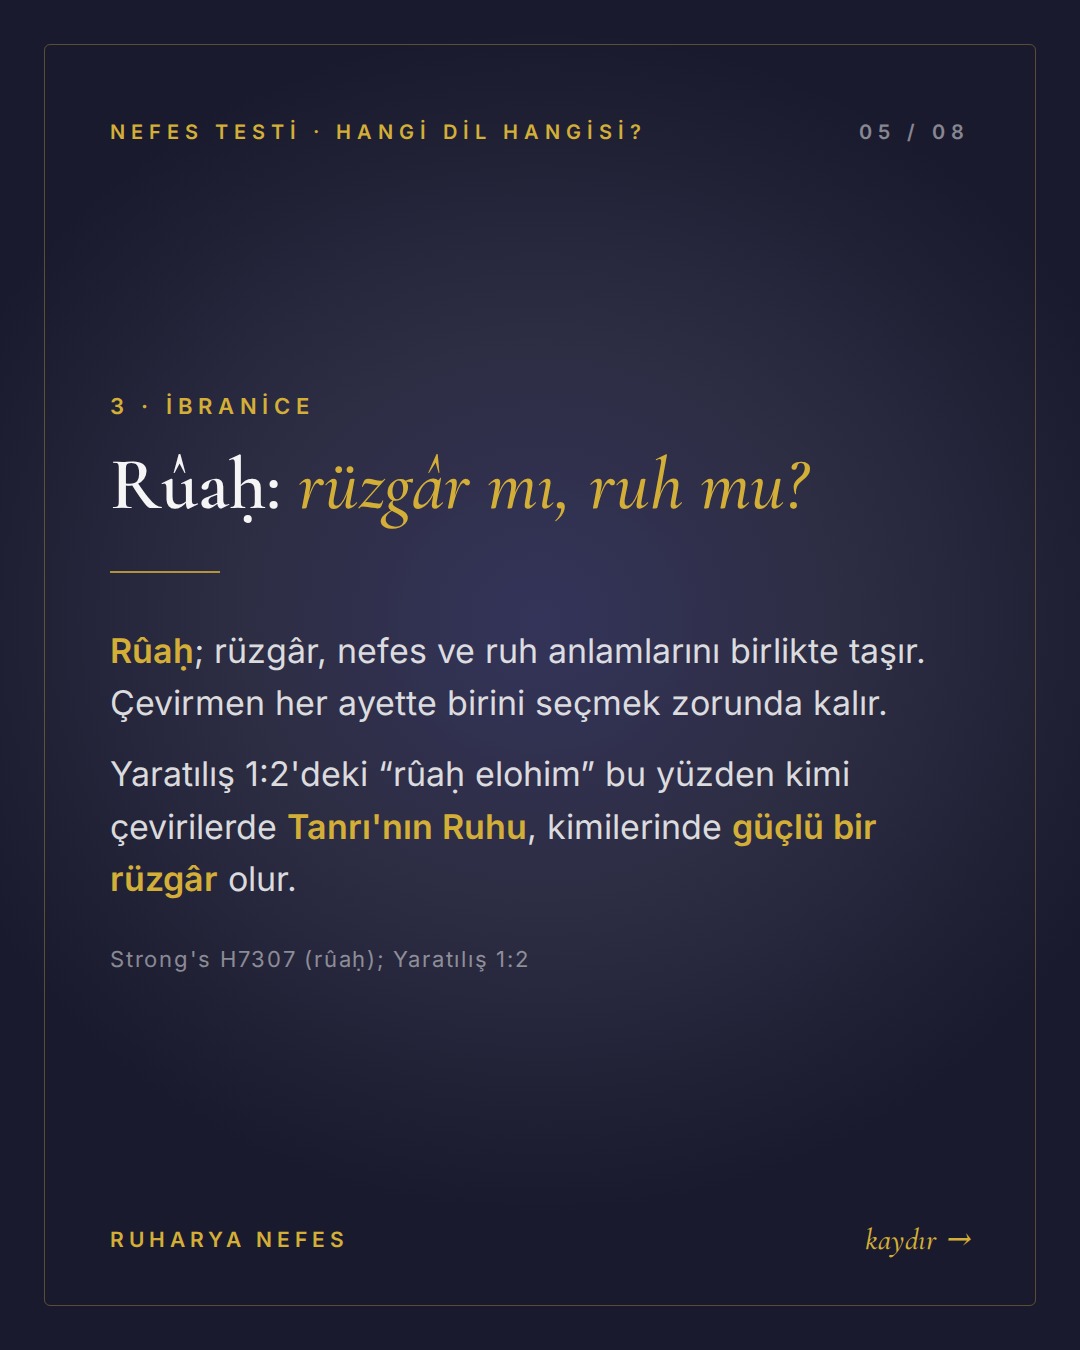 NEFES TESTİ · HANGİ DİL HANGİSİ?
05 / 08
3 · İBRANİCE
Rûaḥ: rüzgâr mı, ruh mu?
Rûaḥ; rüzgâr, nefes ve ruh anlamlarını birlikte taşır.
Çevirmen her ayette birini seçmek zorunda kalır.
Yaratılış 1:2'deki “rûaḥ elohim” bu yüzden kimi
çevirilerde Tanrı'nın Ruhu, kimilerinde güçlü bir
rüzgâr olur.
Strong's H7307 (rûaḥ); Yaratılış 1:2
RUHARYA NEFES
kaydır →